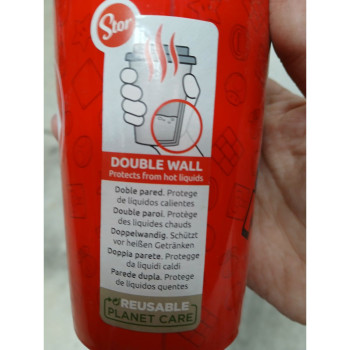 Stor
DOUBLE WALL
Protects from hot liquids
Doble pared. Protege
de líquidos calientes
Double paroi. Protège
des liquides chauds
Doppelwandig. Schützt
vor heißen Getränken
Doppia parete. Protegge
da liquidi caldi
Parede dupla. Protege
de líquidos quentes
REUSABLE
PLANET CARE